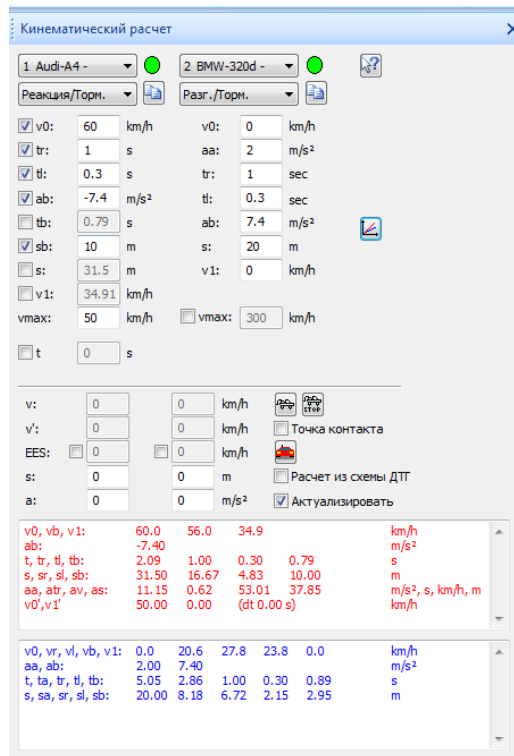 Кинематический расчет
1 Audi-A4 - 2 BMW-320d -
Реакция/Торм. Разг./Торм.
v0: 60 km/h v0: 0 km/h
tr: 1 s aa: 2 m/s²
tl: 0.3 s tr: 1 sec
ab: -7.4 m/s² tl: 0.3 sec
tb: 0.79 s ab: 7.4 m/s²
sb: 10 m s: 20 m
s: 31.5 m v1: 0 km/h
v1: 34.91 km/h
vmax: 50 km/h vmax: 300 km/h
t 0 s
v: 0 0 km/h STOP
v': 0 0 km/h Точка контакта
EES: 0 0 km/h
s: 0 0 m Расчет из схемы ДТП
a: 0 0 m/s² Актуализировать
v0, vb, v1: 60.0 56.0 34.9 km/h
ab: -7.40 m/s²
t, tr, tl, tb: 2.09 1.00 0.30 0.79 s
s, sr, sl, sb: 31.50 16.67 4.83 10.00 m
aa, atr, av, as: 11.15 0.62 53.01 37.85 m/s², s, km/h, m
v0',v1' 50.00 0.00 (dt 0.00 s) km/h
v0, vr, vl, vb, v1: 0.0 20.6 27.8 23.8 0.0 km/h
aa, ab: 2.00 7.40 m/s²
t, ta, tr, tl, tb: 5.05 2.86 1.00 0.30 0.89 s
s, sa, sr, sl, sb: 20.00 8.18 6.72 2.15 2.95 m